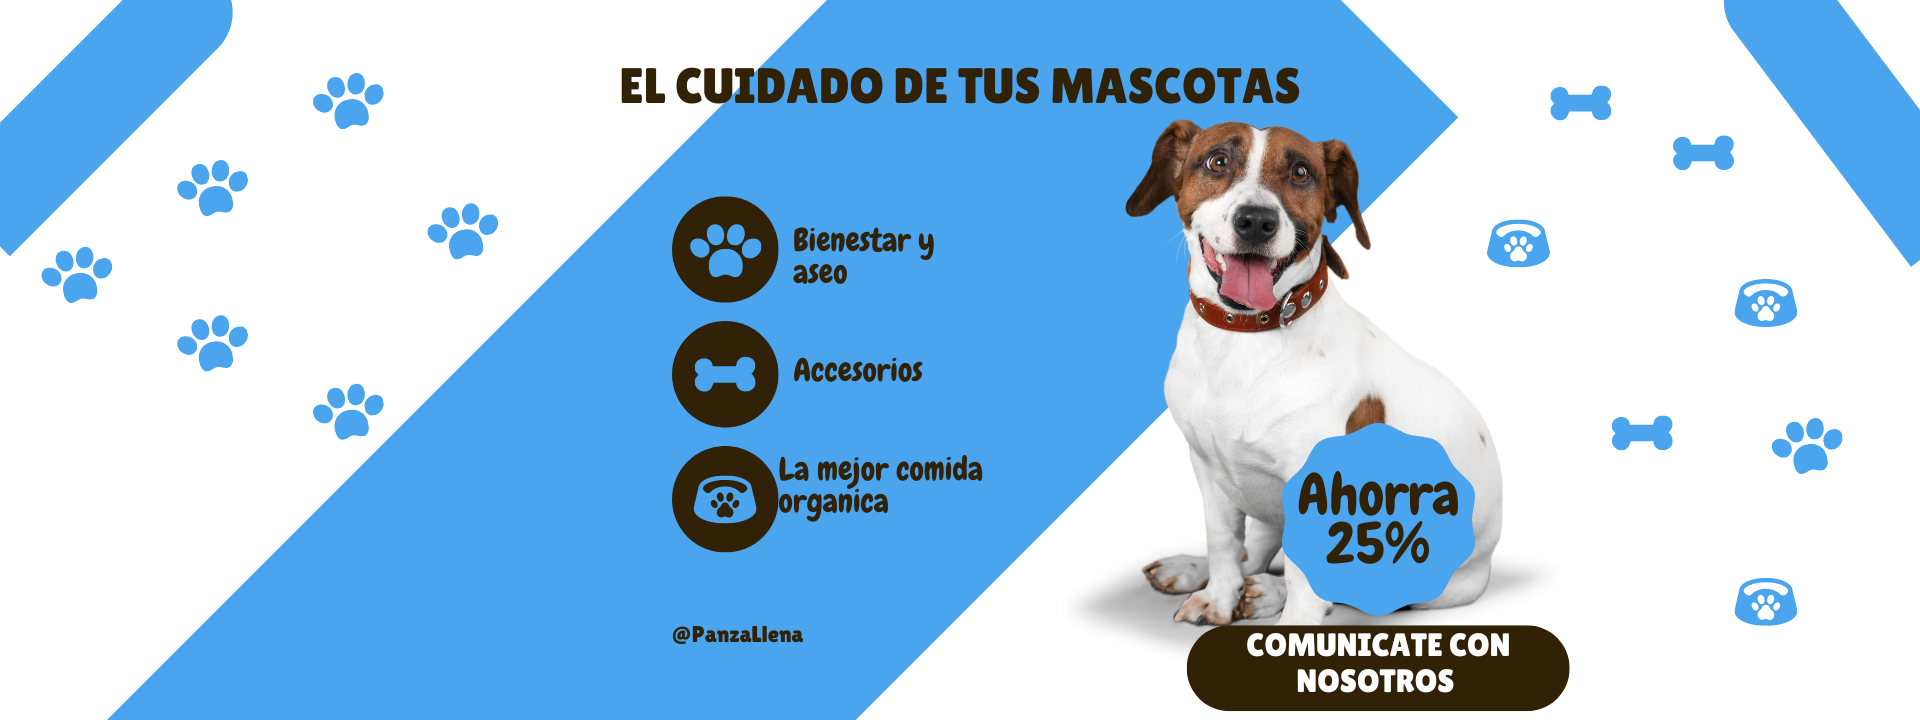 EL CUIDADO DE TUS MASCOTAS
Bienestar y
aseo
Accesorios
La mejor comida
organica
Ahorra
25%
@PanzaLlena
COMUNICATE CON
NOSOTROS